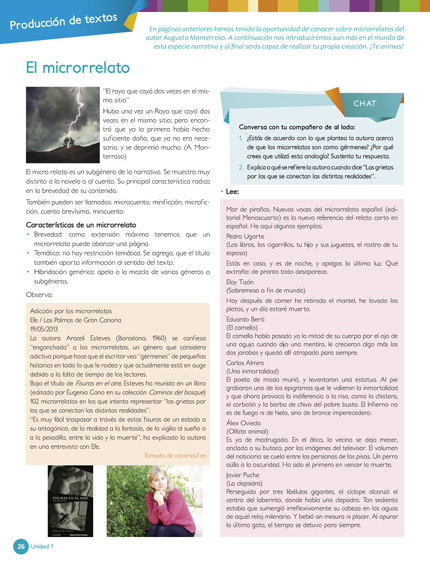 Producción de textos
En páginas anteriores hemos tenido la oportunidad de conocer sobre microrrelatos del
autor Augusto Monterroso. A continuación nos introduciremos aun más en el mundo de
esta especie narrativa y al final serás capaz de realizar tu propia creación. ¿Te animas?
El microrrelato
"El rayo que cayó dos veces en el mis-
mo sitio"
Hubo una vez un Rayo que cayó dos
veces en el mismo sitio; pero encon-
tró que ya la primera había hecho
suficiente daño, que ya no era nece-
sario, y se deprimió mucho. (A. Mon-
terroso)
El micro relato es un subgénero de la narrativa. Se muestra muy
distinto a la novela o al cuento. Su principal característica radica
en la brevedad de su contenido.
También pueden ser llamados: microcuento, minificción, microfic-
ción, cuento brevísimo, minicuento.
Características de un microrrelato
• Brevedad: como extensión máxima tenemos que un
microrrelato puede abarcar una página.
• Temática: no hay restricción temática. Se agrega, que el título
también aporta información al sentido del texto.
• Hibridación genérica: apela a la mezcla de varios géneros o
subgéneros.
Observa:
Adicción por los microrrelatos
Efe / Las Palmas de Gran Canaria
19/05/2013
La autora Araceli Esteves (Barcelona, 1960) se confiesa
"enganchada" a los microrrelatos, un género que considera
adictivo porque hace que el escritor vea "gérmenes" de pequeñas
historias en todo lo que le rodea y que actualmente está en auge
debido a la falta de tiempo de los lectores.
Bajo el título de Fisuras en el aire, Esteves ha reunido en un libro
(editado por Eugenio Cano en su colección Caminos del bosque)
102 microrrelatos en los que intenta representar "las grietas por
las que se conectan las distintas realidades".
"Es muy fácil traspasar a través de estas fisuras de un estado a
su antagónico, de la realidad a la fantasía, de la vigilia al sueño o
a la pesadilla, entre la vida y la muerte", ha explicado la autora
en una entrevista con Efe.
Tomado de canarias7.es
FISURAS EN EL AIRE
26 Unidad 1
CHAT
Conversa con tu compañero de al lado:
1. ¿Estás de acuerdo con lo que plantea la autora acerca
de que los microrrelatos son como gérmenes? ¿Por qué
crees que utilizó esta analogía? Sustenta tu respuesta.
2. Explica a qué se refiere la autora cuando dice "Las grietas
por las que se conectan las distintas realidades".
• Lee:
Mar de pirañas. Nuevas voces del microrrelato español (edi-
torial Menoscuarto) es la nueva referencia del relato corto en
español. He aquí algunos ejemplos:
Pedro Ugarte
(Los libros, los cigarrillos, tu hijo y sus juguetes, el rostro de tu
esposa)
Estás en casa, y es de noche, y apagas la última luz. Qué
extraño: de pronto todo desaparece.
Eloy Tizón
(Sobremesa o fin de mundo)
Hoy después de comer he retirado el mantel, he lavado los
platos, y un día estaré muerto.
Eduardo Berti
(El camello)
El camello había pasado ya la mitad de su cuerpo por el ojo de
una aguja cuando dijo una mentira, le crecieron algo más las
dos jorobas y quedó allí atrapado para siempre.
Carlos Almira
(Una inmortalidad)
El poeta de moda murió, y levantaron una estatua. Al pie
grabaron uno de los epigramas que le valieron la inmortalidad
y que ahora provoca la indiferencia o la risa, como la chistera,
el corbatín y la barba de chivo del pobre busto. El Infierno no
es de fuego ni de hielo, sino de bronce imperecedero.
Álex Oviedo
(Olfato animal)
Es ya de madrugada. En el ático, la vecina se deja mecer,
anclada a su butaca, por las imágenes del televisor. El volumen
del noticiario se cuela entre las persianas de los pisos. Un perro
aúlla a la oscuridad. Ha sido el primero en vencer la muerte.
Javier Puche
(La clepsidra)
Perseguido por tres libélulas gigantes, el cíclope alcanzó el
centro del laberinto, donde había una clepsidra. Tan sediento
estaba que sumergió irreflexivamente su cabeza en las aguas
de aquel reloj milenario. Y bebió sin mesura ni placer. Al apurar
la última gota, el tiempo se detuvo para siempre.